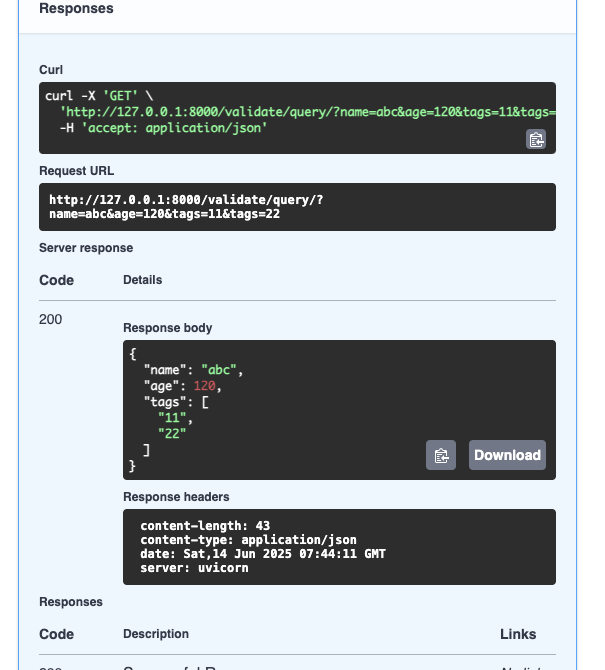 Responses
Curl
curl -X 'GET' \
'http://127.0.0.1:8000/validate/query/?name=abc&age=120&tags=11&tags=
-H 'accept: application/json'
Request URL
http://127.0.0.1:8000/validate/query/?
name=abc&age=120&tags=11&tags=22
Server response
Code Details
200
Response body
{
"name": "abc",
"age": 120,
"tags": [
"11",
"22"
]
}
Download
Response headers
content-length: 43
content-type: application/json
date: Sat,14 Jun 2025 07:44:11 GMT
server: uvicorn
Responses
Code Description Links